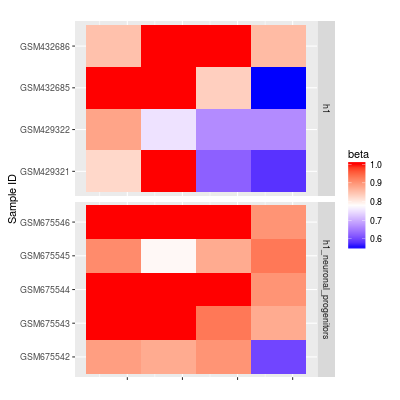 GSM432686
GSM432685
GSM429322
GSM429321
h1
GSM675546
GSM675545
GSM675544
GSM675543
GSM675542
h1_neuronal_progenitors
Sample ID
beta
1.0
0.9
0.8
0.7
0.6